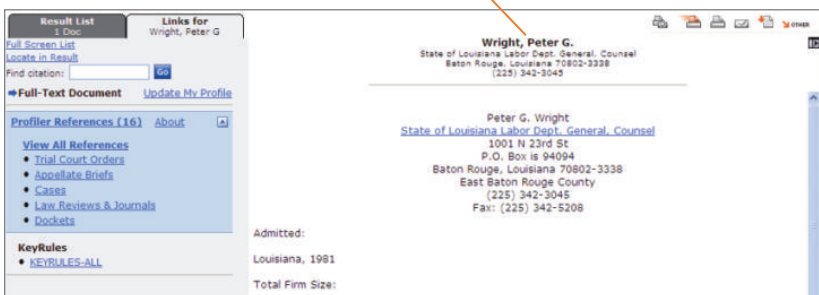 Result List
1 Doc
Links for
Wright, Peter G
Full Screen List
Locate in Result
Find citation:
Go
Full-Text Document
Update My Profile
Profiler References (16)
About
View All References
Trial Court Orders
Appellate Briefs
Cases
Law Reviews & Journals
Dockets
KeyRules
KEYRULES-ALL
OTHER
Wright, Peter G.
State of Louisiana Labor Dept. General, Counsel
Baton Rouge, Louisiana 70802-3338
(225) 342-3045
Peter G. Wright
State of Louisiana Labor Dept. General, Counsel
1001 N 23rd St
P.O. Box is 94094
Baton Rouge, Louisiana 70802-3338
East Baton Rouge County
(225) 342-3045
Fax: (225) 342-5208
Admitted:
Louisiana, 1981
Total Firm Size: